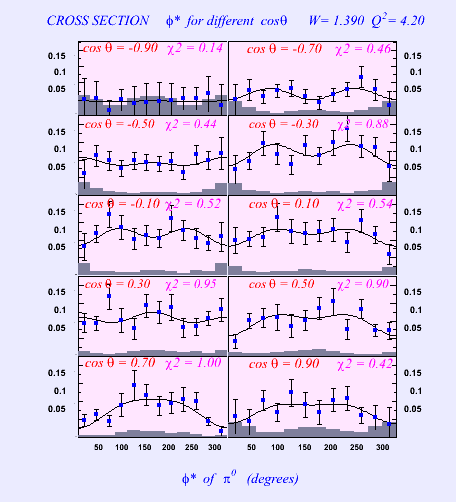 CROSS SECTION ϕ* for different cosθ W= 1.390 Q²= 4.20
cos θ = -0.90 χ2 = 0.14
cos θ = -0.70 χ2 = 0.46
0.15 0.15
0.1 0.1
0.05 0.05
cos θ = -0.50 χ2 = 0.44
cos θ = -0.30 χ2 = 0.88
0.15 0.15
0.1 0.1
0.05 0.05
cos θ = -0.10 χ2 = 0.52
cos θ = 0.10 χ2 = 0.54
0.15 0.15
0.1 0.1
0.05 0.05
cos θ = 0.30 χ2 = 0.95
cos θ = 0.50 χ2 = 0.90
0.15 0.15
0.1 0.1
0.05 0.05
cos θ = 0.70 χ2 = 1.00
cos θ = 0.90 χ2 = 0.42
0.15 0.15
0.1 0.1
0.05 0.05
50 100 150 200 250 300 50 100 150 200 250 300
ϕ* of π⁰ (degrees)